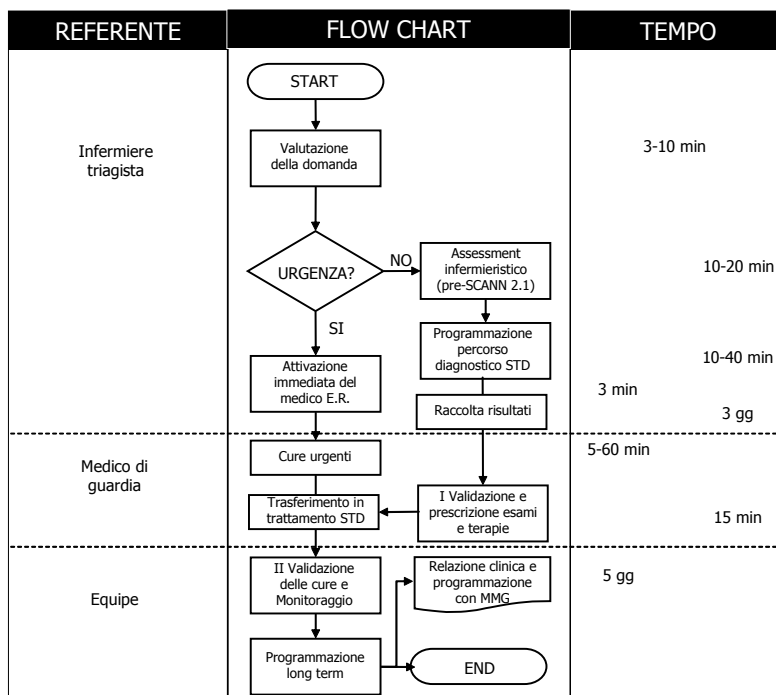 REFERENTE
FLOW CHART
TEMPO
START
Infermiere
triagista
Valutazione
della domanda
3-10 min
URGENZA?
NO
Assessment
infermieristico
(pre-SCANN 2.1)
10-20 min
SI
Programmazione
percorso
diagnostico STD
10-40 min
Attivazione
immediata del
medico E.R.
3 min
Raccolta risultati
3 gg
Medico di
guardia
Cure urgenti
5-60 min
Trasferimento in
trattamento STD
I Validazione e
prescrizione esami
e terapie
15 min
Equipe
II Validazione
delle cure e
Monitoraggio
Relazione clinica e
programmazione
con MMG
5 gg
Programmazione
long term
END